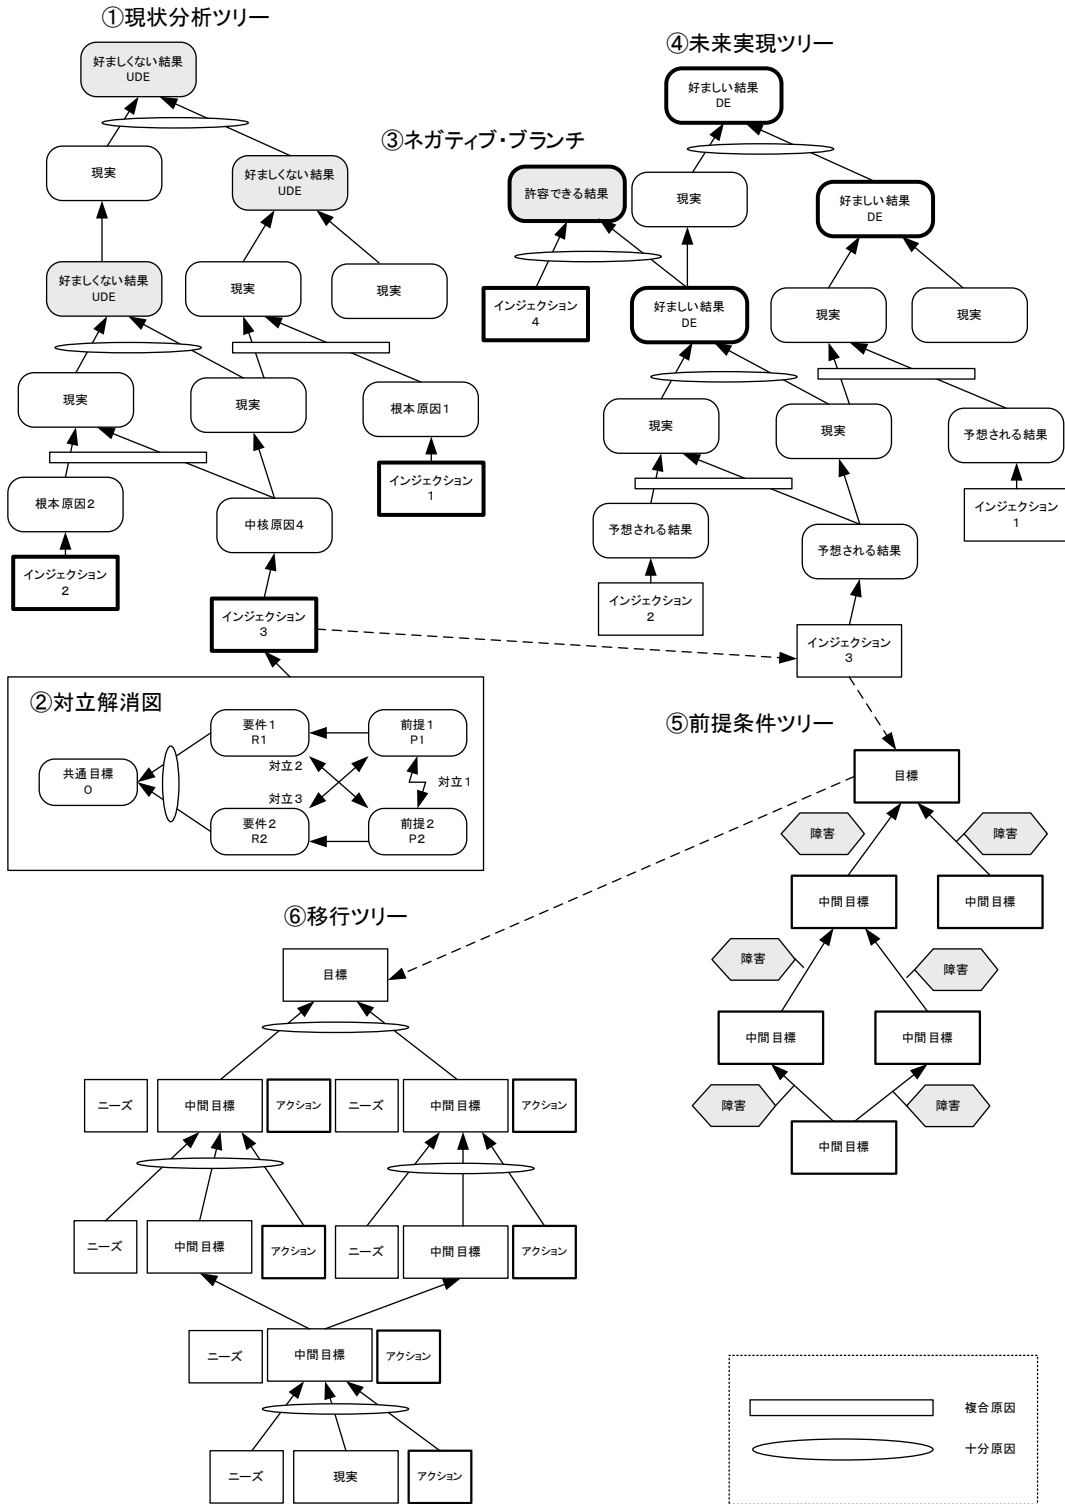 ①現状分析ツリー
好ましくない結果
UDE
現実
好ましくない結果
UDE
好ましくない結果
UDE
現実
現実
現実
現実
根本原因1
根本原因2
中核原因4
インジェクション
1
インジェクション
2
インジェクション
3
②対立解消図
共通目標
O
要件1
R1
前提1
P1
対立2
対立1
対立3
要件2
R2
前提2
P2
③ネガティブ・ブランチ
許容できる結果
インジェクション
4
④未来実現ツリー
好ましい結果
DE
現実
好ましい結果
DE
好ましい結果
DE
現実
現実
現実
現実
予想される結果
予想される結果
予想される結果
インジェクション
1
インジェクション
2
インジェクション
3
⑤前提条件ツリー
目標
障害
障害
中間目標
中間目標
障害
障害
中間目標
中間目標
障害
障害
中間目標
⑥移行ツリー
目標
ニーズ
中間目標
アクション
ニーズ
中間目標
アクション
ニーズ
中間目標
アクション
ニーズ
中間目標
アクション
ニーズ
中間目標
アクション
ニーズ
現実
アクション
複合原因
十分原因